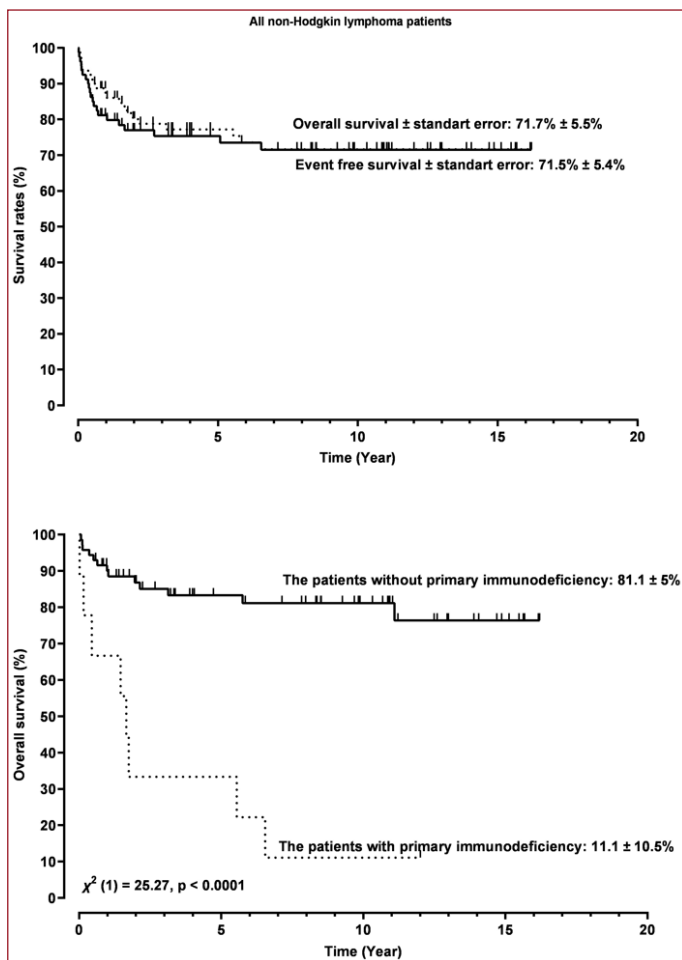 All non-Hodgkin lymphoma patients
Survival rates (%)
100
90
80
70
60
50
40
30
20
10
0
Overall survival ± standart error: 71.7% ± 5.5%
Event free survival ± standart error: 71.5% ± 5.4%
0 5 10 15 20
Time (Year)
Overall survival (%)
100
90
80
70
60
50
40
30
20
10
0
The patients without primary immunodeficiency: 81.1 ± 5%
The patients with primary immunodeficiency: 11.1 ± 10.5%
χ² (1) = 25.27, p < 0.0001
0 5 10 15 20
Time (Year)